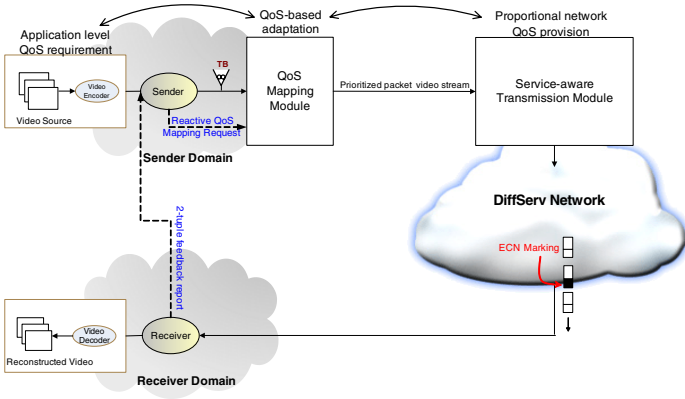 QoS-based
adaptation
Proportional network
QoS provision
Application level
QoS requirement
Video
Encoder
Video Source
Sender
TB
QoS
Mapping
Module
Prioritized packet video stream
Service-aware
Transmission Module
Reactive QoS
Mapping Request
Sender Domain
DiffServ Network
ECN Marking
2-tuple feedback report
Video
Decoder
Receiver
Reconstructed Video
Receiver Domain